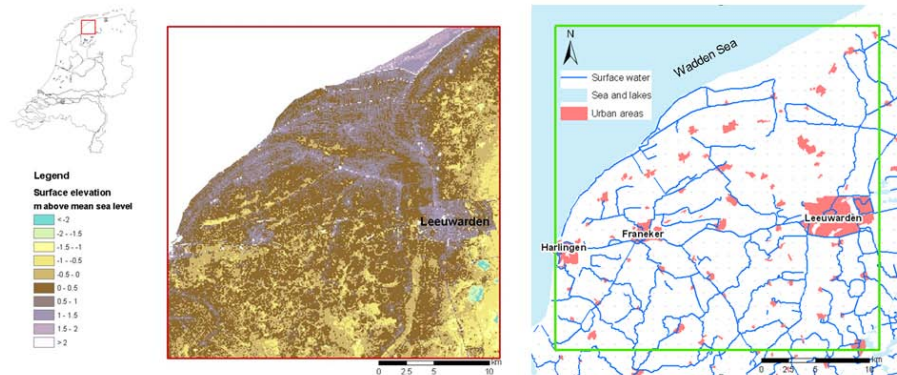 Legend
Surface elevation
m above mean sea level
< -2
-2 - -1.5
-1.5 - -1
-1 - -0.5
-0.5 - 0
0 - 0.5
0.5 - 1
1 - 1.5
1.5 - 2
> 2
Leeuwarden
km
0 2.5 5 10
N
Wadden Sea
Surface water
Sea and lakes
Urban areas
Leeuwarden
Franeker
Harlingen
km
0 2.5 5 10